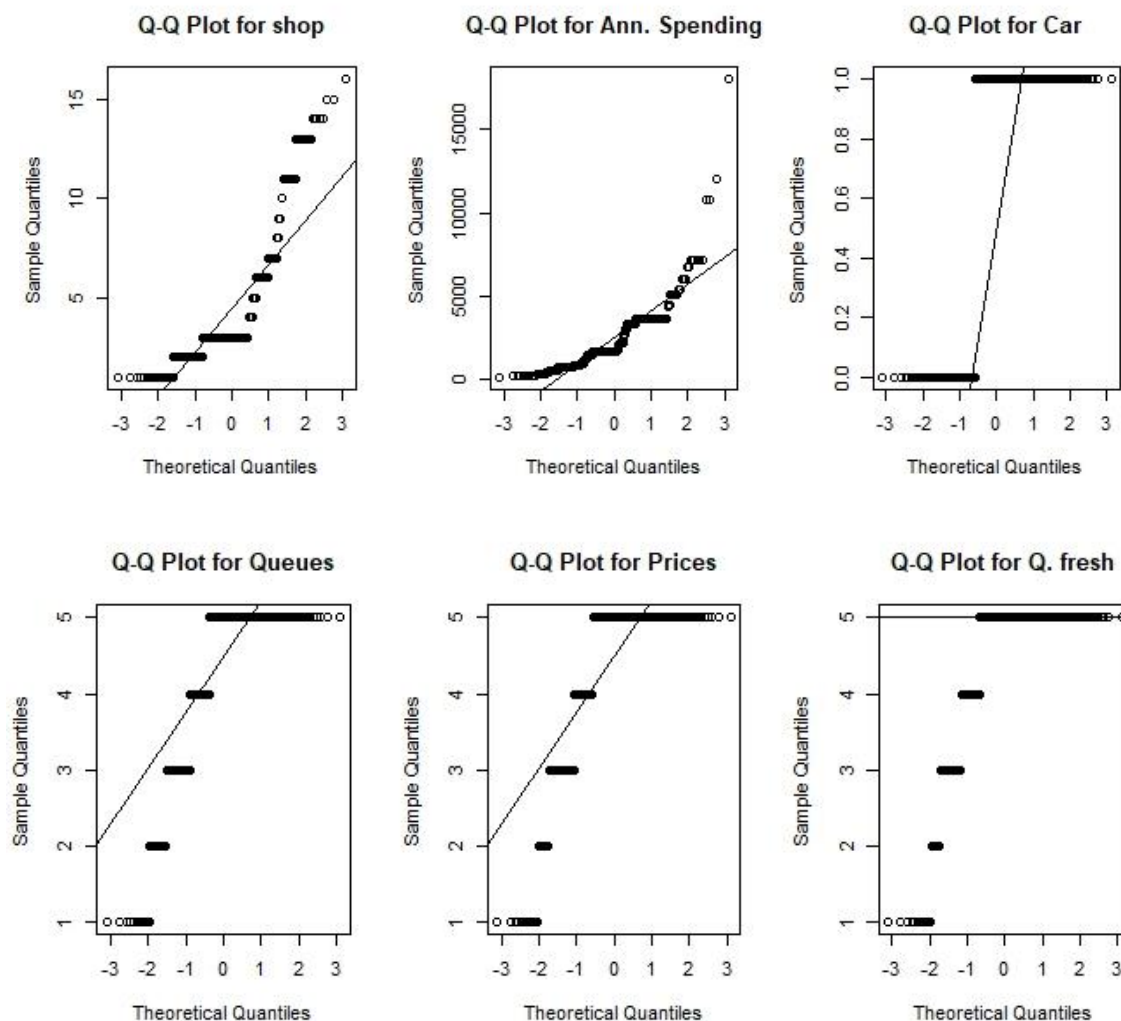 Q-Q Plot for shop
Q-Q Plot for Ann. Spending
Q-Q Plot for Car
Sample Quantiles
15
10
5
-3 -2 -1 0 1 2 3
Theoretical Quantiles
Sample Quantiles
15000
10000
5000
0
-3 -2 -1 0 1 2 3
Theoretical Quantiles
Sample Quantiles
1.0
0.8
0.6
0.4
0.2
0.0
-3 -2 -1 0 1 2 3
Theoretical Quantiles
Q-Q Plot for Queues
Q-Q Plot for Prices
Q-Q Plot for Q. fresh
Sample Quantiles
5
4
3
2
1
-3 -2 -1 0 1 2 3
Theoretical Quantiles
Sample Quantiles
5
4
3
2
1
-3 -2 -1 0 1 2 3
Theoretical Quantiles
Sample Quantiles
5
4
3
2
1
-3 -2 -1 0 1 2 3
Theoretical Quantiles